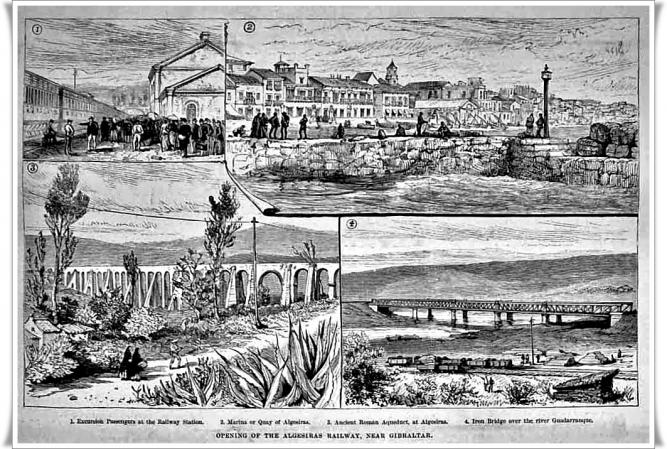 1
2
3
4
1. Excursion Passengers at the Railway Station. 2. Marina or Quay of Algesiras. 3. Ancient Roman Aqueduct, at Algesiras. 4. Iron Bridge over the river Guadarranque.
OPENING OF THE ALGESIRAS RAILWAY, NEAR GIBRALTAR.